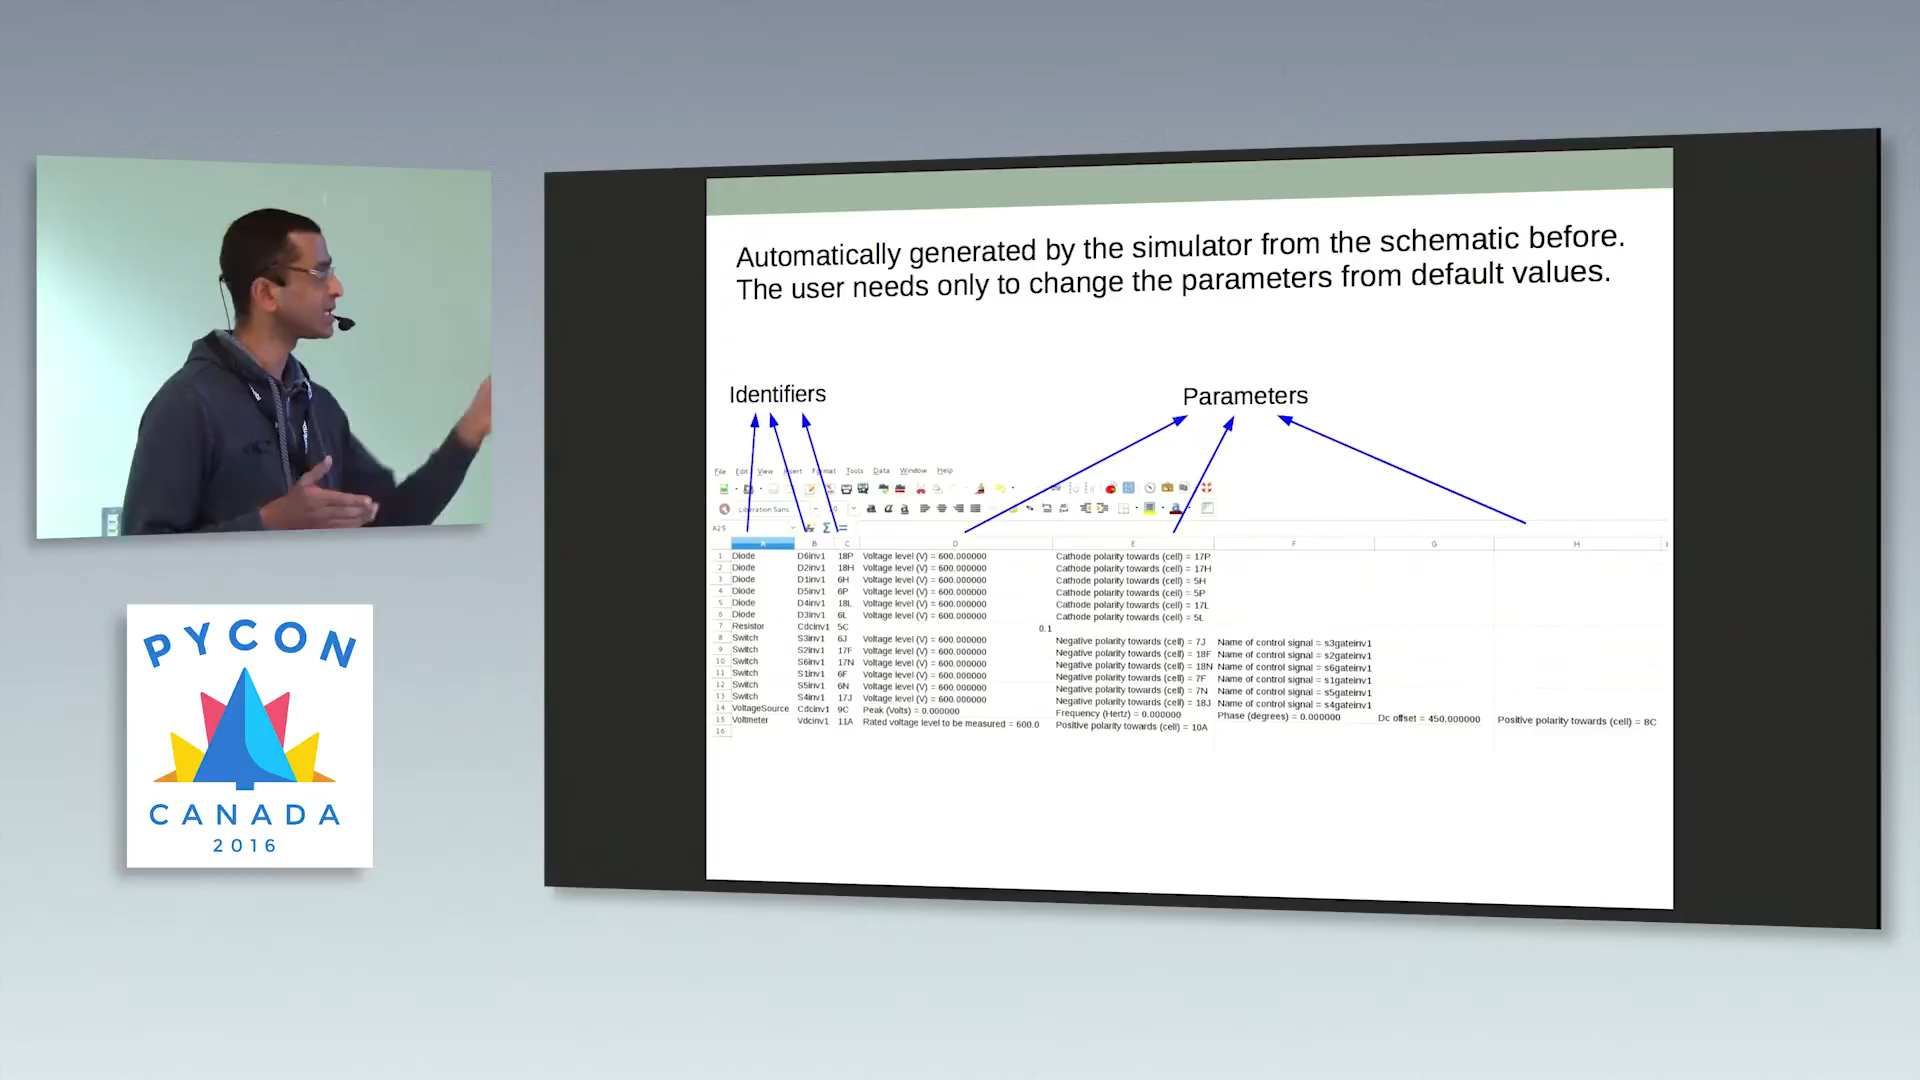 Automatically generated by the simulator from the schematic before.
The user needs only to change the parameters from default values.
Identifiers
Parameters
File Edit View Insert Format Tools Data Window Help
Liberation Sans
A25
A B C D E F G H
1 Diode D6inv1 18P Voltage level (V) = 600.000000 Cathode polarity towards (cell) = 17P
2 Diode D2inv1 18H Voltage level (V) = 600.000000 Cathode polarity towards (cell) = 17H
3 Diode D1inv1 6H Voltage level (V) = 600.000000 Cathode polarity towards (cell) = 5H
4 Diode D5inv1 6P Voltage level (V) = 600.000000 Cathode polarity towards (cell) = 5P
5 Diode D4inv1 18L Voltage level (V) = 600.000000 Cathode polarity towards (cell) = 17L
6 Diode D3inv1 6L Voltage level (V) = 600.000000 Cathode polarity towards (cell) = 5L
7 Resistor Cdcinv1 5C 0.1
8 Switch S3inv1 6J Voltage level (V) = 600.000000 Negative polarity towards (cell) = 7J Name of control signal = s3gateinv1
9 Switch S2inv1 17F Voltage level (V) = 600.000000 Negative polarity towards (cell) = 18F Name of control signal = s2gateinv1
10 Switch S6inv1 17N Voltage level (V) = 600.000000 Negative polarity towards (cell) = 18N Name of control signal = s6gateinv1
11 Switch S1inv1 6F Voltage level (V) = 600.000000 Negative polarity towards (cell) = 7F Name of control signal = s1gateinv1
12 Switch S5inv1 6N Voltage level (V) = 600.000000 Negative polarity towards (cell) = 7N Name of control signal = s5gateinv1
13 Switch S4inv1 17J Voltage level (V) = 600.000000 Negative polarity towards (cell) = 18J Name of control signal = s4gateinv1
14 VoltageSource Cdcinv1 9C Peak (Volts) = 0.000000 Frequency (Hertz) = 0.000000 Phase (degrees) = 0.000000 Dc offset = 450.000000 Positive polarity towards (cell) = 8C
15 Voltmeter Vdcinv1 11A Rated voltage level to be measured = 600.0 Positive polarity towards (cell) = 10A
16
PYCON
CANADA
2016